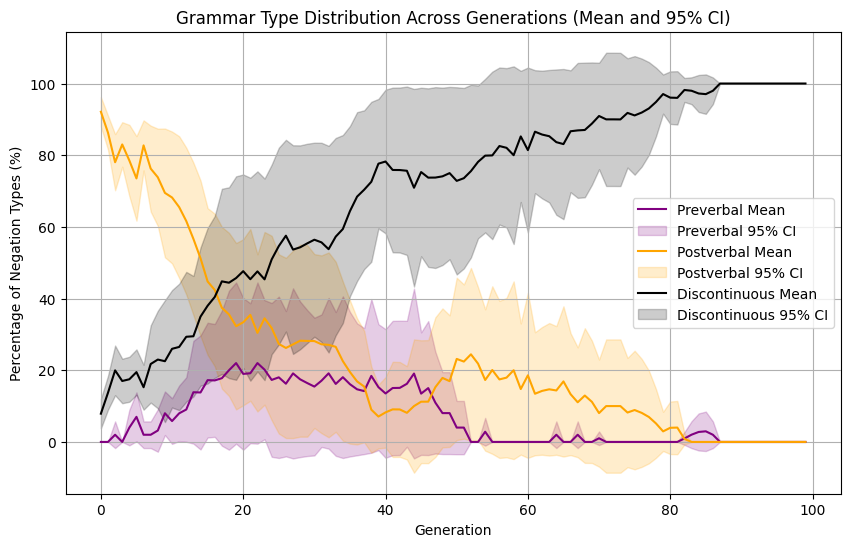 Grammar Type Distribution Across Generations (Mean and 95% CI)
Percentage of Negation Types (%)
100
80
60
40
20
0
Preverbal Mean
Preverbal 95% CI
Postverbal Mean
Postverbal 95% CI
Discontinuous Mean
Discontinuous 95% CI
0 20 40 60 80 100
Generation